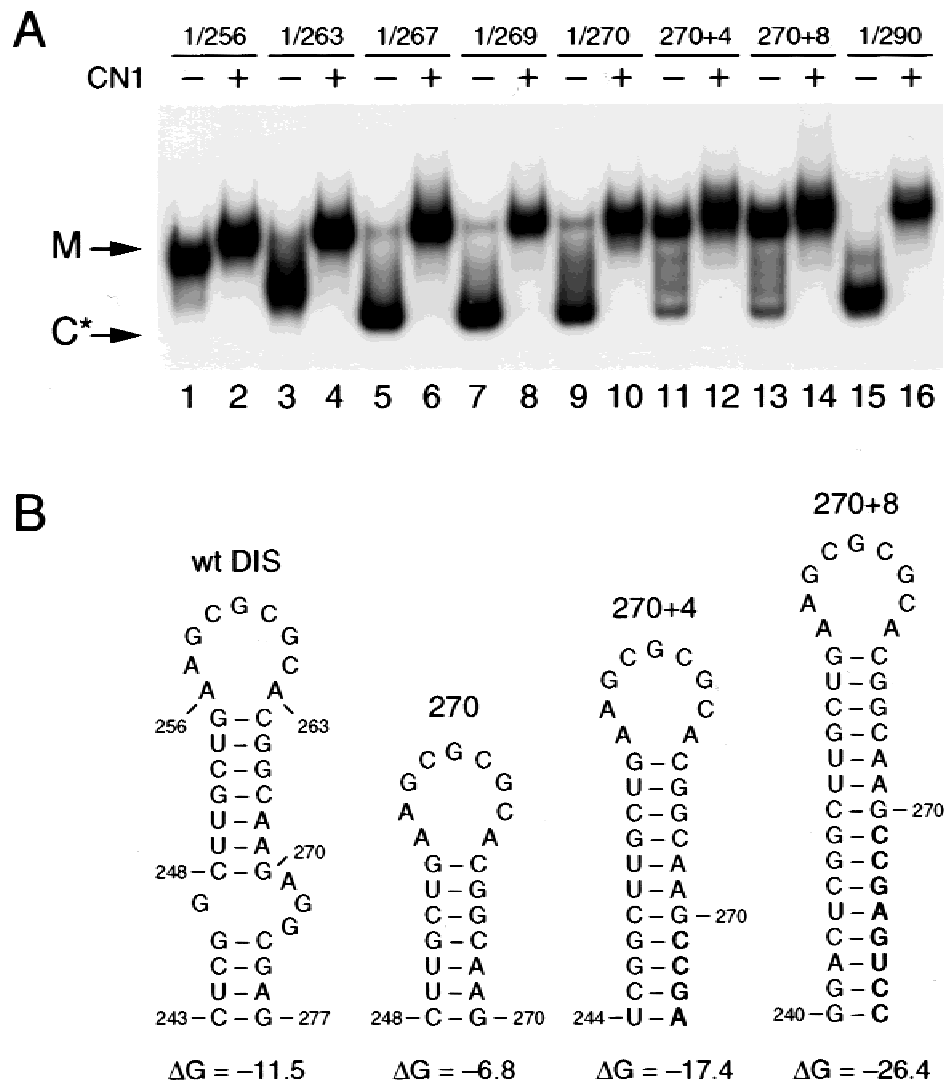 A
1/256 1/263 1/267 1/269 1/270 270+4 270+8 1/290
CN1 – + – + – + – + – + – + – + – +
M
C*
1 2 3 4 5 6 7 8 9 10 11 12 13 14 15 16
B
wt DIS
C G C
G G
A C
A A
256 263
G – C
U – G
C – G
G – C
U – A
U – A
270
248 – C – G
A
G G
G
G – C
C – G
U – A
243 – C – G – 277
ΔG = –11.5
270
C G C
G G
A C
A A
G – C
U – G
C – G
G – C
U – A
U – A
248 – C – G – 270
ΔG = –6.8
270+4
C G C
G G
A C
A A
G – C
U – G
C – G
G – C
U – A
U – A
C – G – 270
G – C
G – C
C – G
244 – U – A
ΔG = –17.4
270+8
C G C
G G
A C
A A
G – C
U – G
C – G
G – C
U – A
U – A
C – G – 270
G – C
G – C
C – G
U – A
C – G
A – U
G – C
240 – G – C
ΔG = –26.4